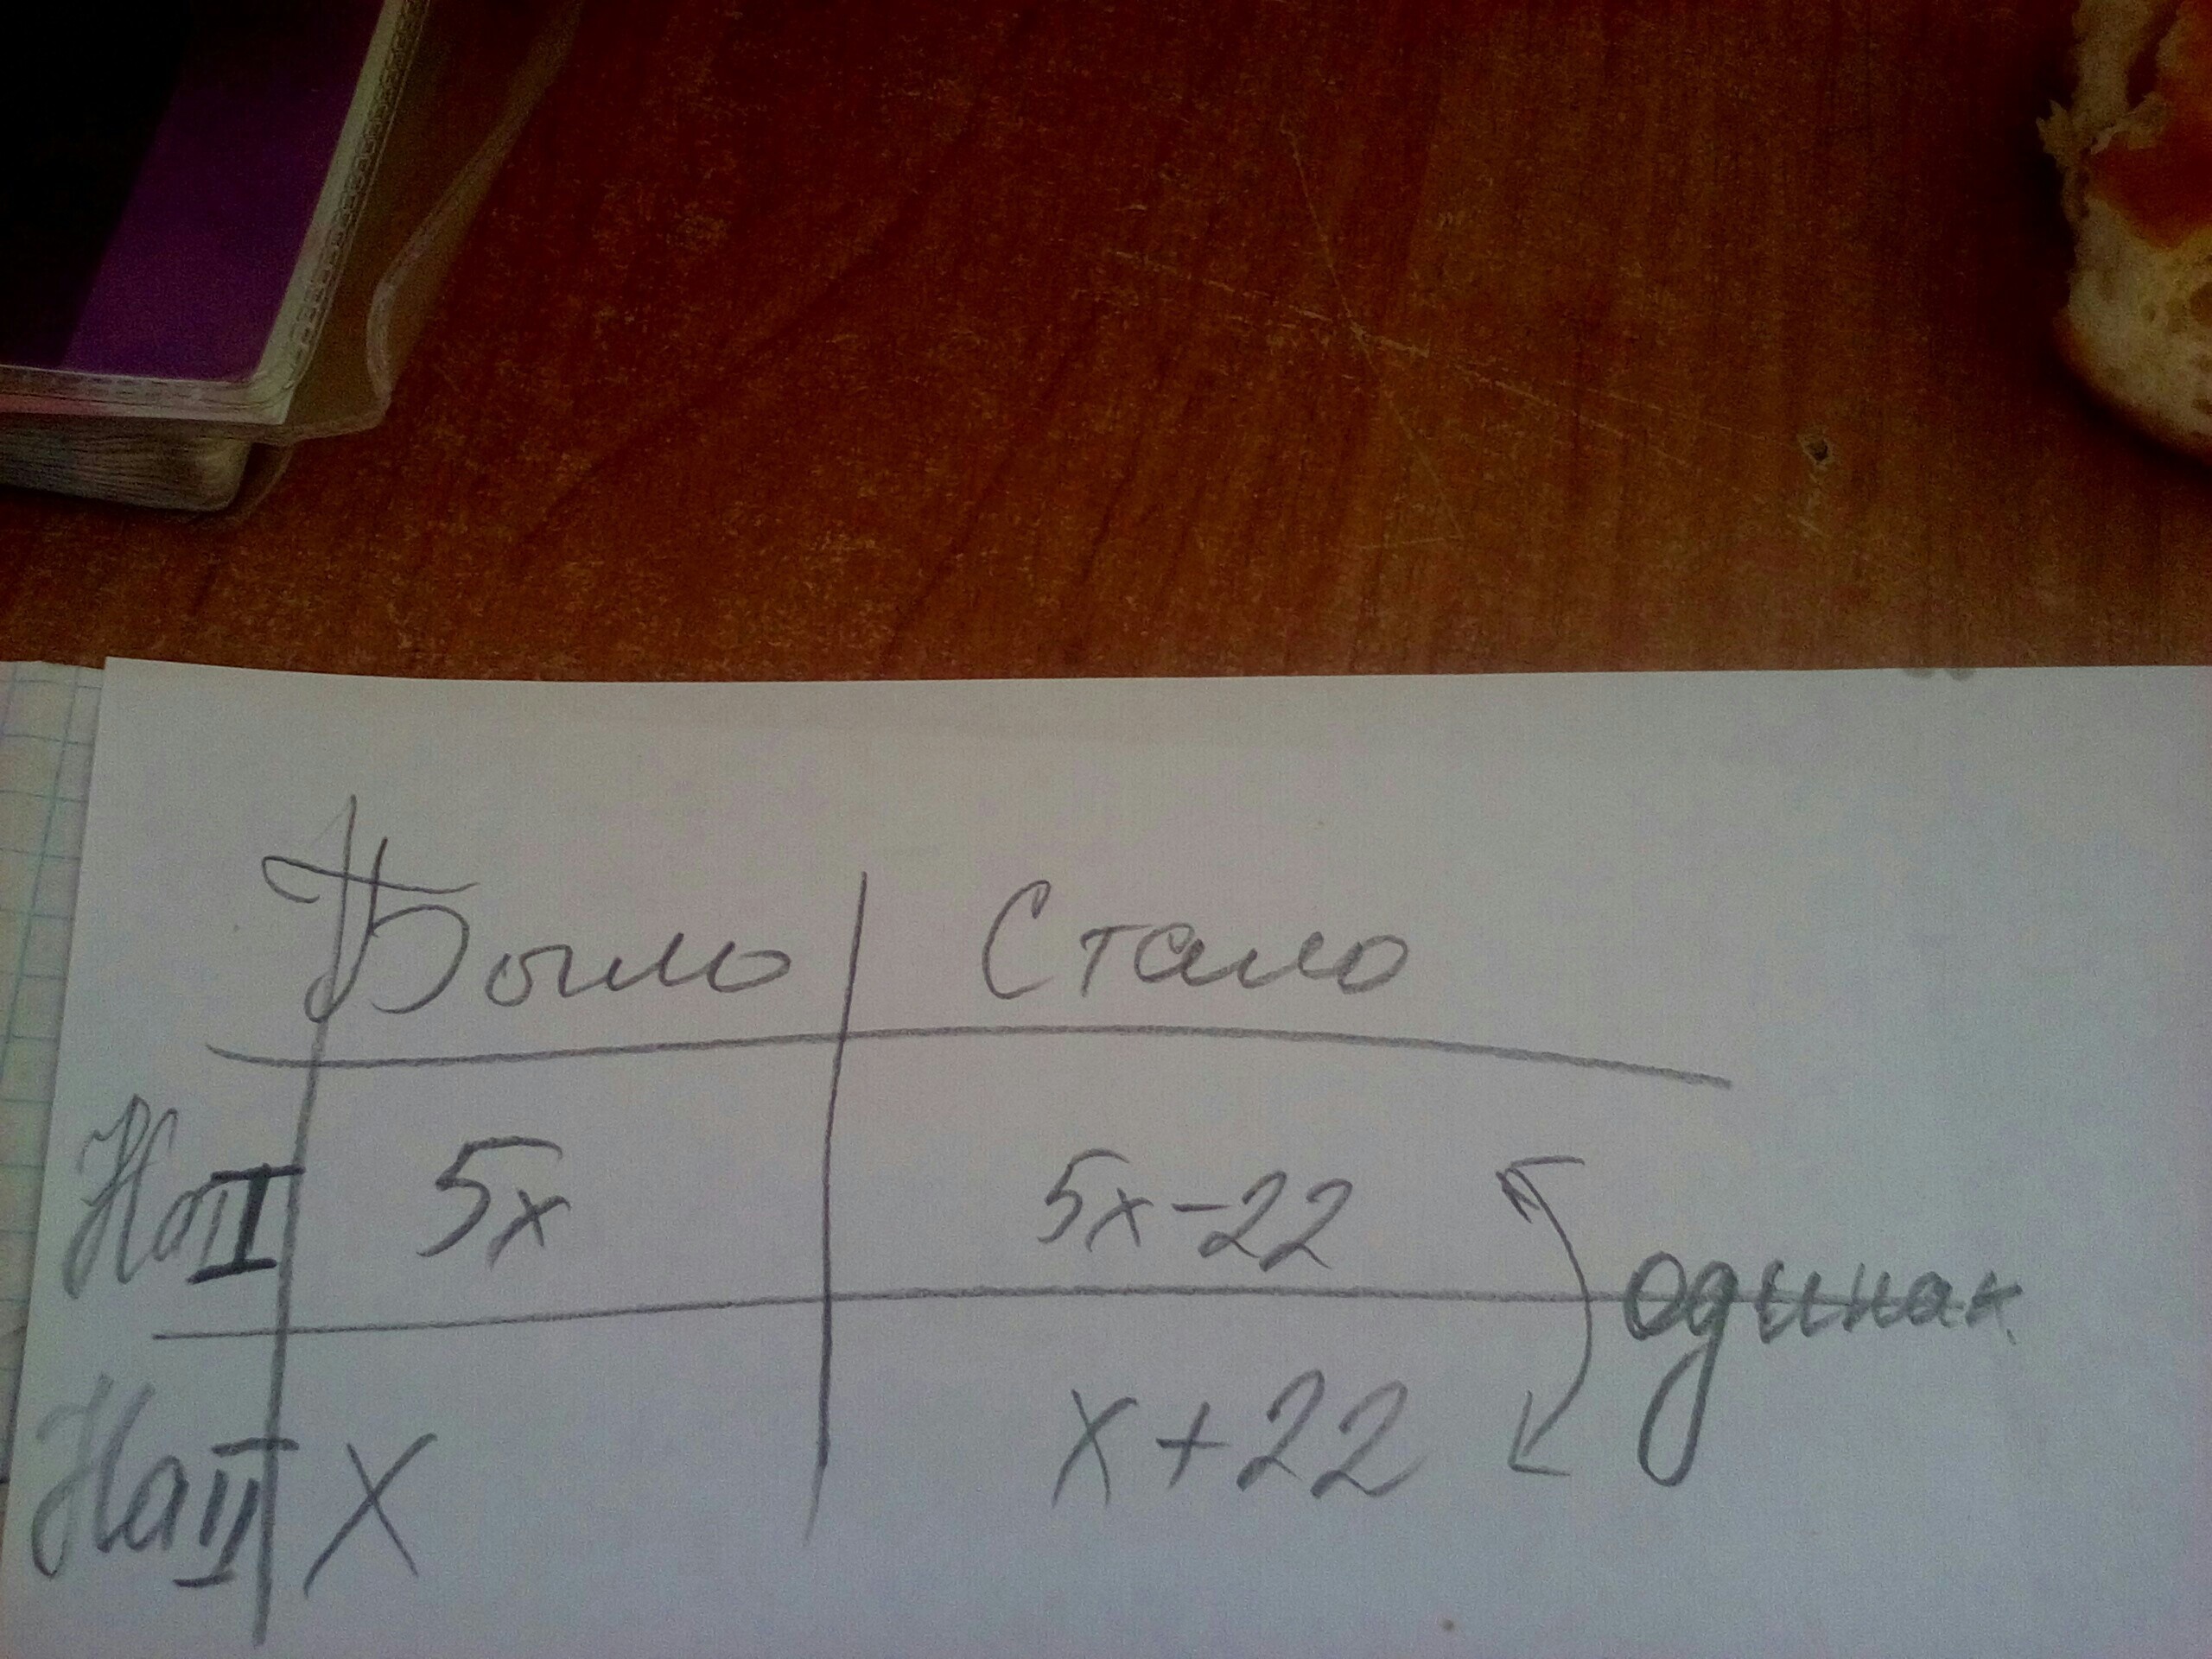 Было Стало
На I 5x 5x-22
одинак
На II x x+22